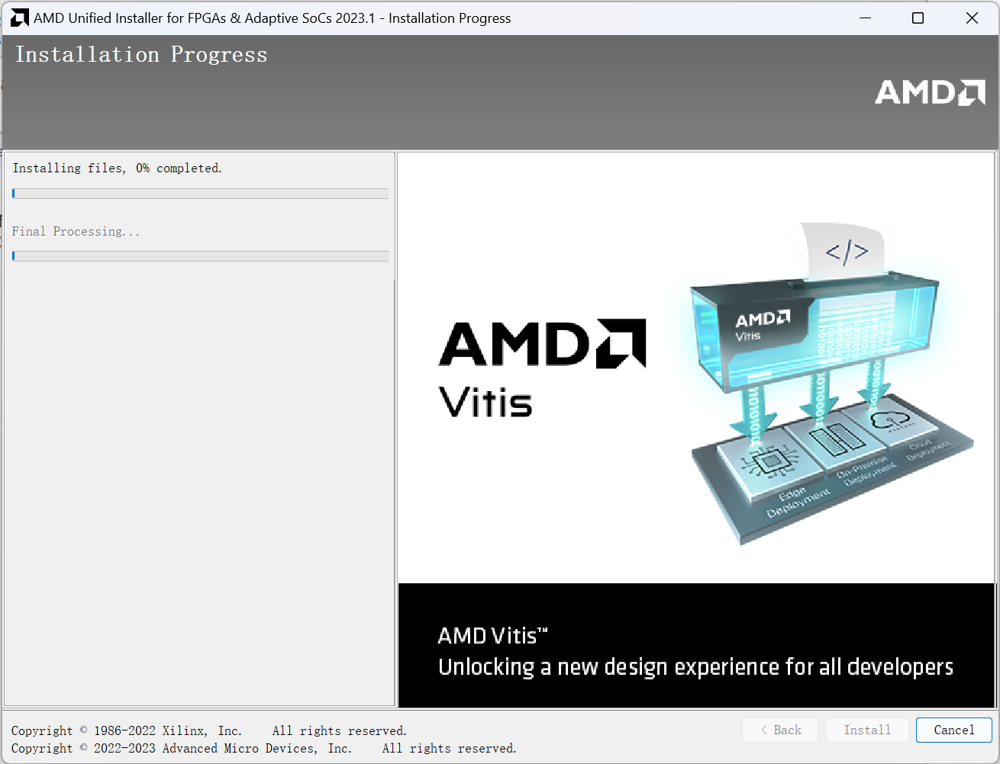 AMD Unified Installer for FPGAs & Adaptive SoCs 2023.1 - Installation Progress
Installation Progress
AMD
Installing files, 0% completed.
Final Processing...
</>
AMD
Vitis
AMD
Vitis
Edge
Deployment
On-Premise
Deployment
Cloud
Deployment
AMD Vitis™
Unlocking a new design experience for all developers
Copyright © 1986-2022 Xilinx, Inc. All rights reserved.
Copyright © 2022-2023 Advanced Micro Devices, Inc. All rights reserved.
< Back
Install
Cancel